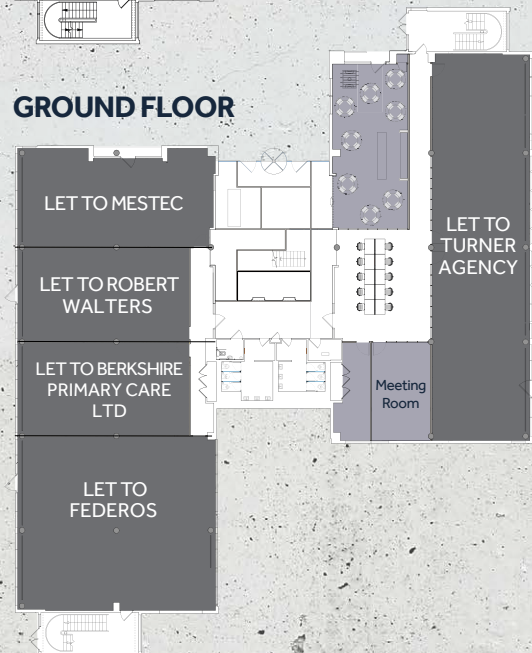 GROUND FLOOR
LET TO MESTEC
LET TO ROBERT
WALTERS
LET TO BERKSHIRE
PRIMARY CARE
LTD
LET TO
FEDEROS
LET TO
TURNER
AGENCY
Meeting
Room